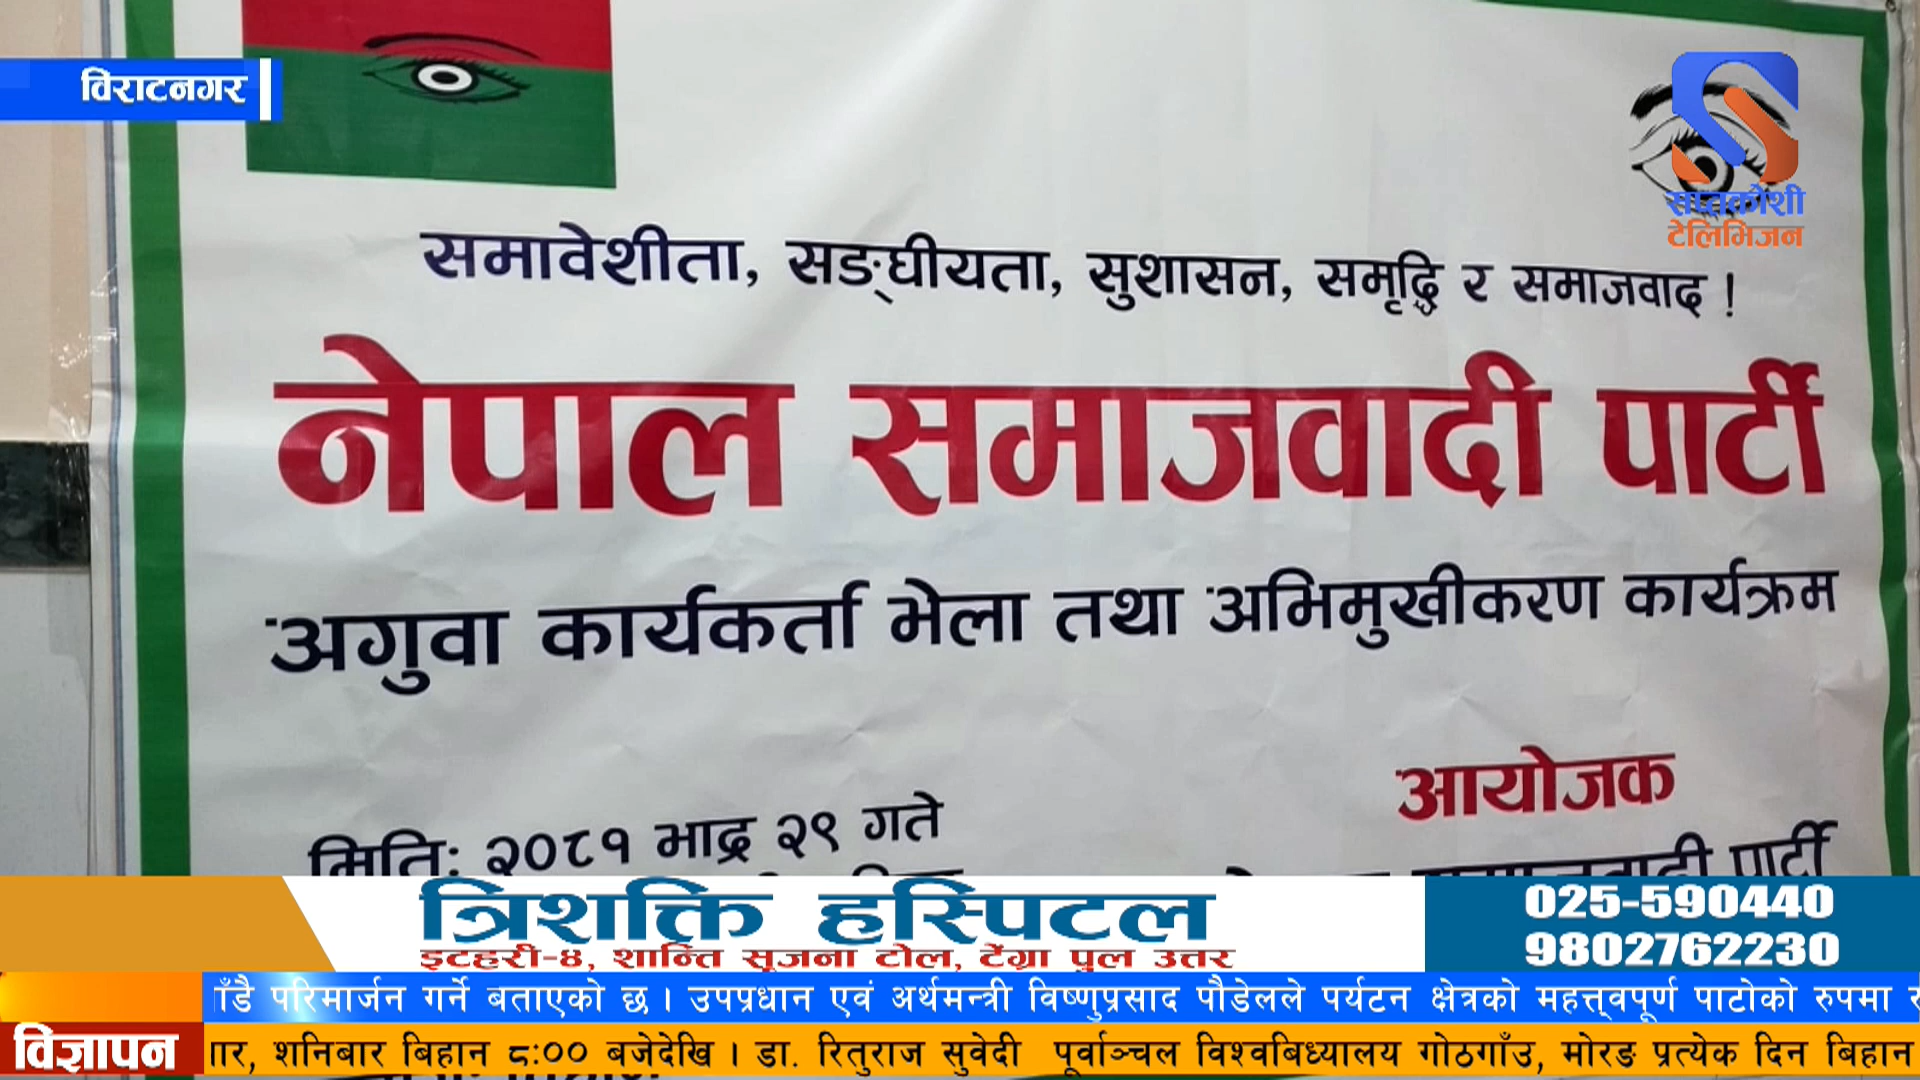 विराटनगर
सप्तकोशी
टेलिभिजन
समावेशीता, सङ्घीयता, सुशासन, समृद्धि र समाजवाद !
नेपाल समाजवादी पार्टी
अगुवा कार्यकर्ता भेला तथा अभिमुखीकरण कार्यक्रम
मिति: २०८१ भाद्र २९ गते
आयोजक
समाजवादी पार्टी
त्रिशक्ति हस्पिटल
इटहरी-४, शान्ति सृजना टोल, टेंग्रा पुल उत्तर
025-590440
9802762230
परिमार्जन गर्ने बताएको छ । उपप्रधान एवं अर्थमन्त्री विष्णुप्रसाद पौडेलले पर्यटन क्षेत्रको महत्त्वपूर्ण पाटोको रुपमा
विज्ञापन
शनिबार बिहान ८:०० बजेदेखि । डा. रितुराज सुवेदी पूर्वाञ्चल विश्वबिध्यालय गोठगाँउ, मोरङ प्रत्येक दिन बिहान